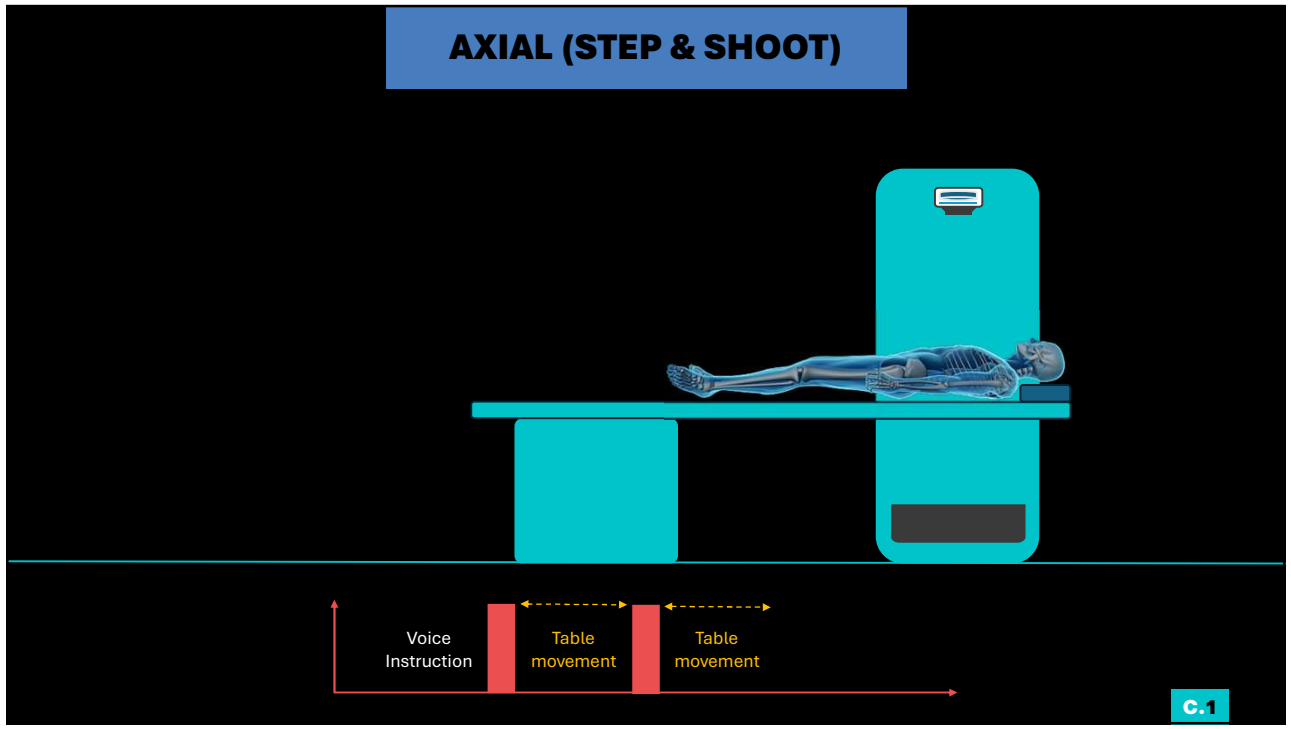 AXIAL (STEP & SHOOT)
Voice
Instruction
Table
movement
Table
movement
C.1